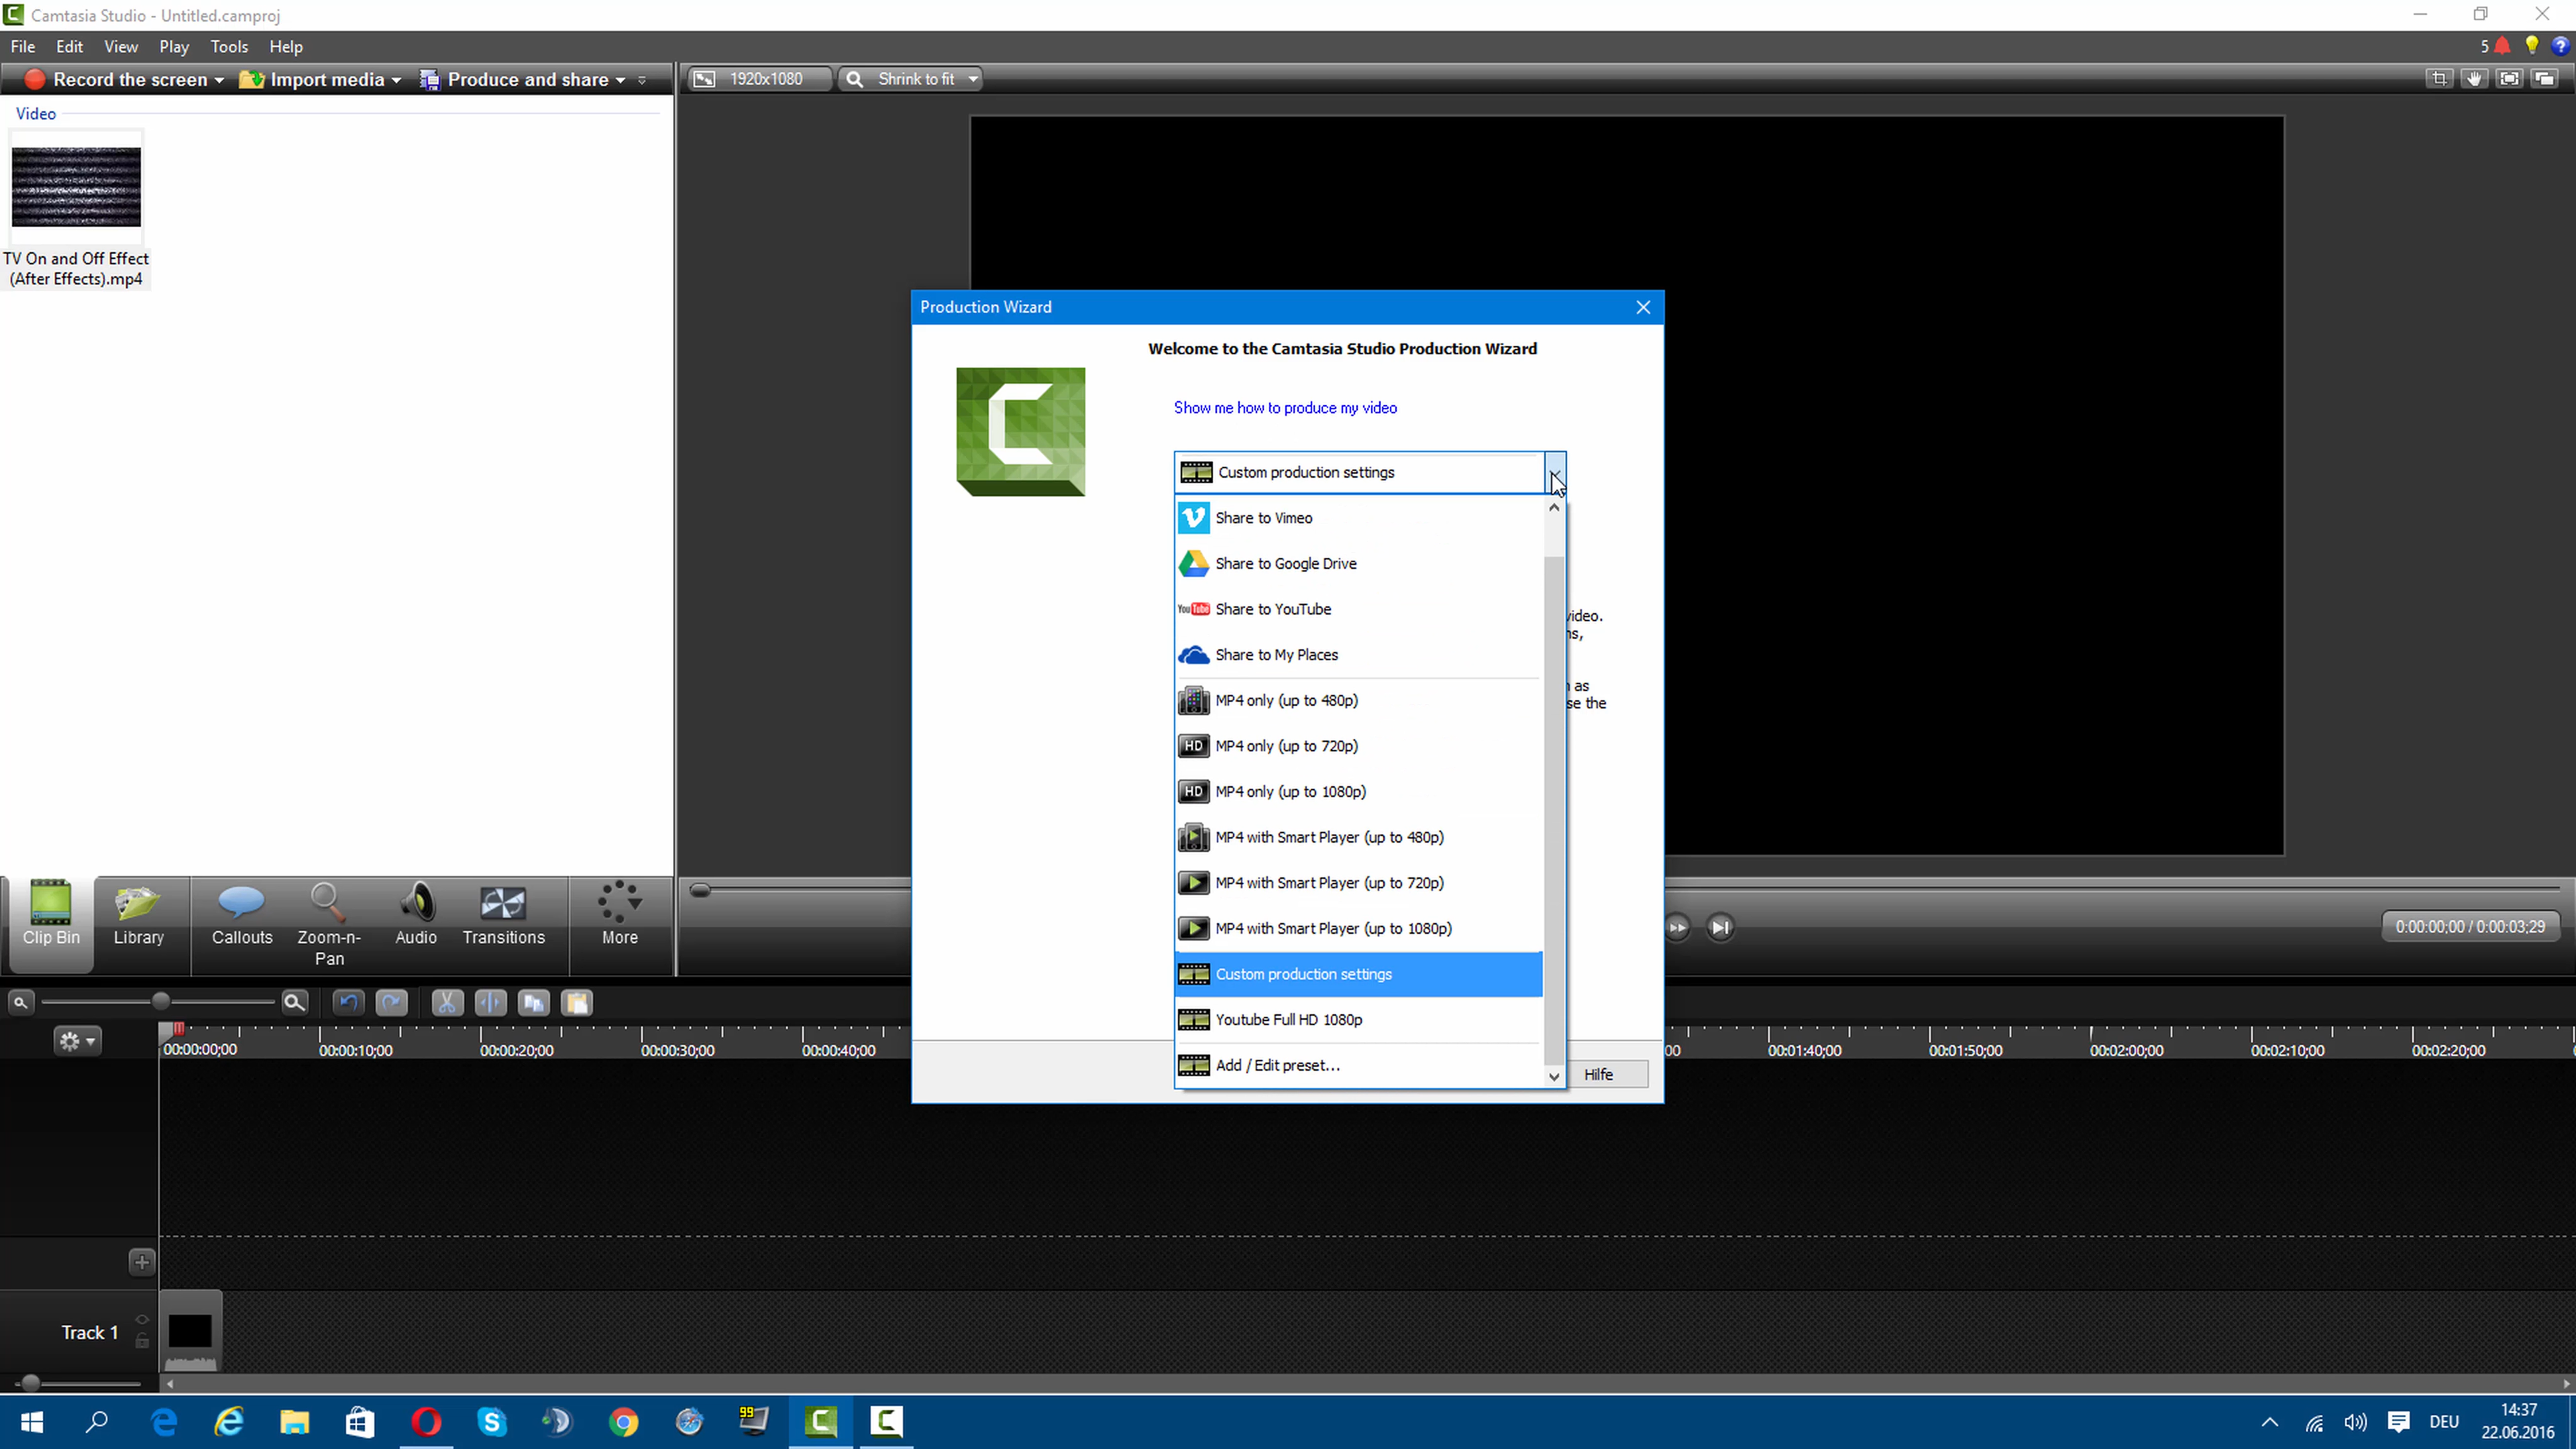 Camtasia Studio - Untitled.camproj
File Edit View Play Tools Help
5
Record the screen Import media Produce and share
1920x1080 Shrink to fit
Video
TV On and Off Effect
(After Effects).mp4
Production Wizard
Welcome to the Camtasia Studio Production Wizard
Show me how to produce my video
Custom production settings
Share to Vimeo
Share to Google Drive
You Tube Share to YouTube
Share to My Places
MP4 only (up to 480p)
HD MP4 only (up to 720p)
HD MP4 only (up to 1080p)
MP4 with Smart Player (up to 480p)
MP4 with Smart Player (up to 720p)
MP4 with Smart Player (up to 1080p)
Custom production settings
Youtube Full HD 1080p
Add / Edit preset...
video.
as
se the
Hilfe
Clip Bin Library Callouts Zoom-n-Pan Audio Transitions More
0:00:00;00 / 0:00:03;29
00:00:00;00 00:00:10;00 00:00:20;00 00:00:30;00 00:00:40;00 00 00:01:40;00 00:01:50;00 00:02:00;00 00:02:10;00 00:02:20;00
Track 1
99
DEU
14:37
22.06.2016